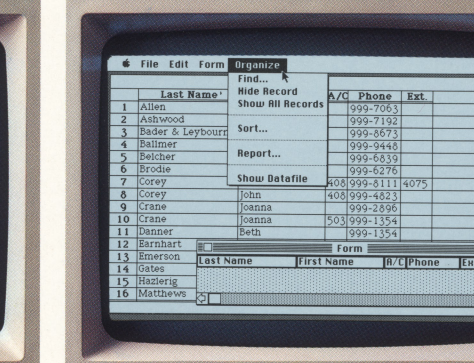 File Edit Form Organize
Find...
Hide Record
Show All Records
Sort...
Report...
Show Datafile
Last Name A/C Phone Ext.
1 Allen 999-7063
2 Ashwood 999-7192
3 Bader & Leybourn 999-8673
4 Ballmer 999-9448
5 Belcher 999-6839
6 Brodie 999-6276
7 Corey 408 999-8111 4075
8 Corey John 408 999-4823
9 Crane Joanna 999-2896
10 Crane Joanna 503 999-1354
11 Danner Beth 999-1354
12 Earnhart
13 Emerson
14 Gates
15 Hazlerig
16 Matthews
Form
Last Name First Name A/C Phone